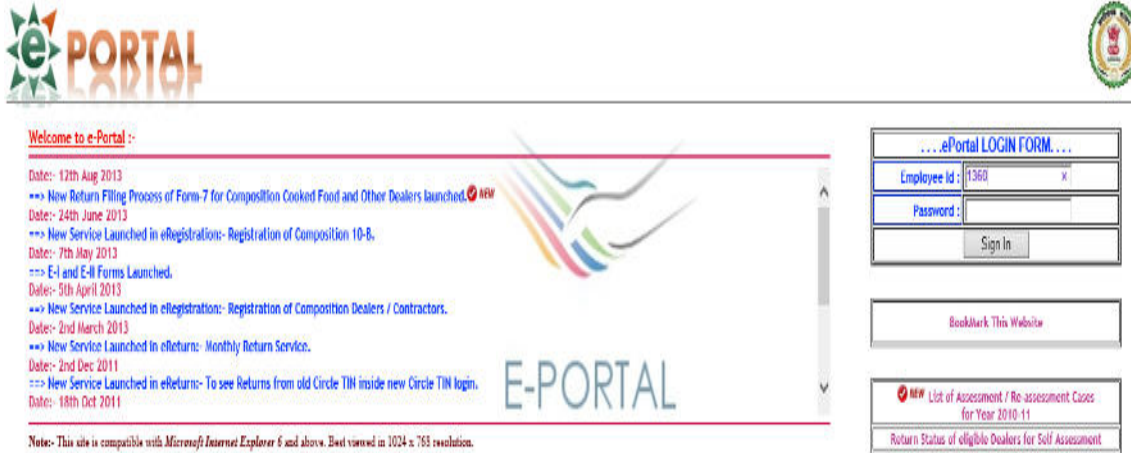 e PORTAL
Welcome to e-Portal :-
Date:- 12th Aug 2013
==> New Return Filing Process of Form-7 for Composition Cooked Food and Other Dealers launched. NEW
Date:- 24th June 2013
==> New Service Launched in eRegistration:- Registration of Composition 10-B.
Date:- 7th May 2013
==> E-I and E-II Forms Launched.
Date:- 5th April 2013
==> New Service Launched in eRegistration:- Registration of Composition Dealers / Contractors.
Date:- 2nd March 2013
==> New Service Launched in eReturn:- Monthly Return Service.
Date:- 2nd Dec 2011
==> New Service Launched in eReturn:- To see Returns from old Circle TIN inside new Circle TIN login.
Date:- 18th Oct 2011
E-PORTAL
Note:- This site is compatible with Microsoft Internet Explorer 6 and above. Best viewed in 1024 x 768 resolution.
. . . .ePortal LOGIN FORM. . . .
Employee Id : 1360 x
Password :
Sign In
BookMark This Website
NEW List of Assessment / Re-assessment Cases
for Year 2010-11
Return Status of eligible Dealers for Self Assessment